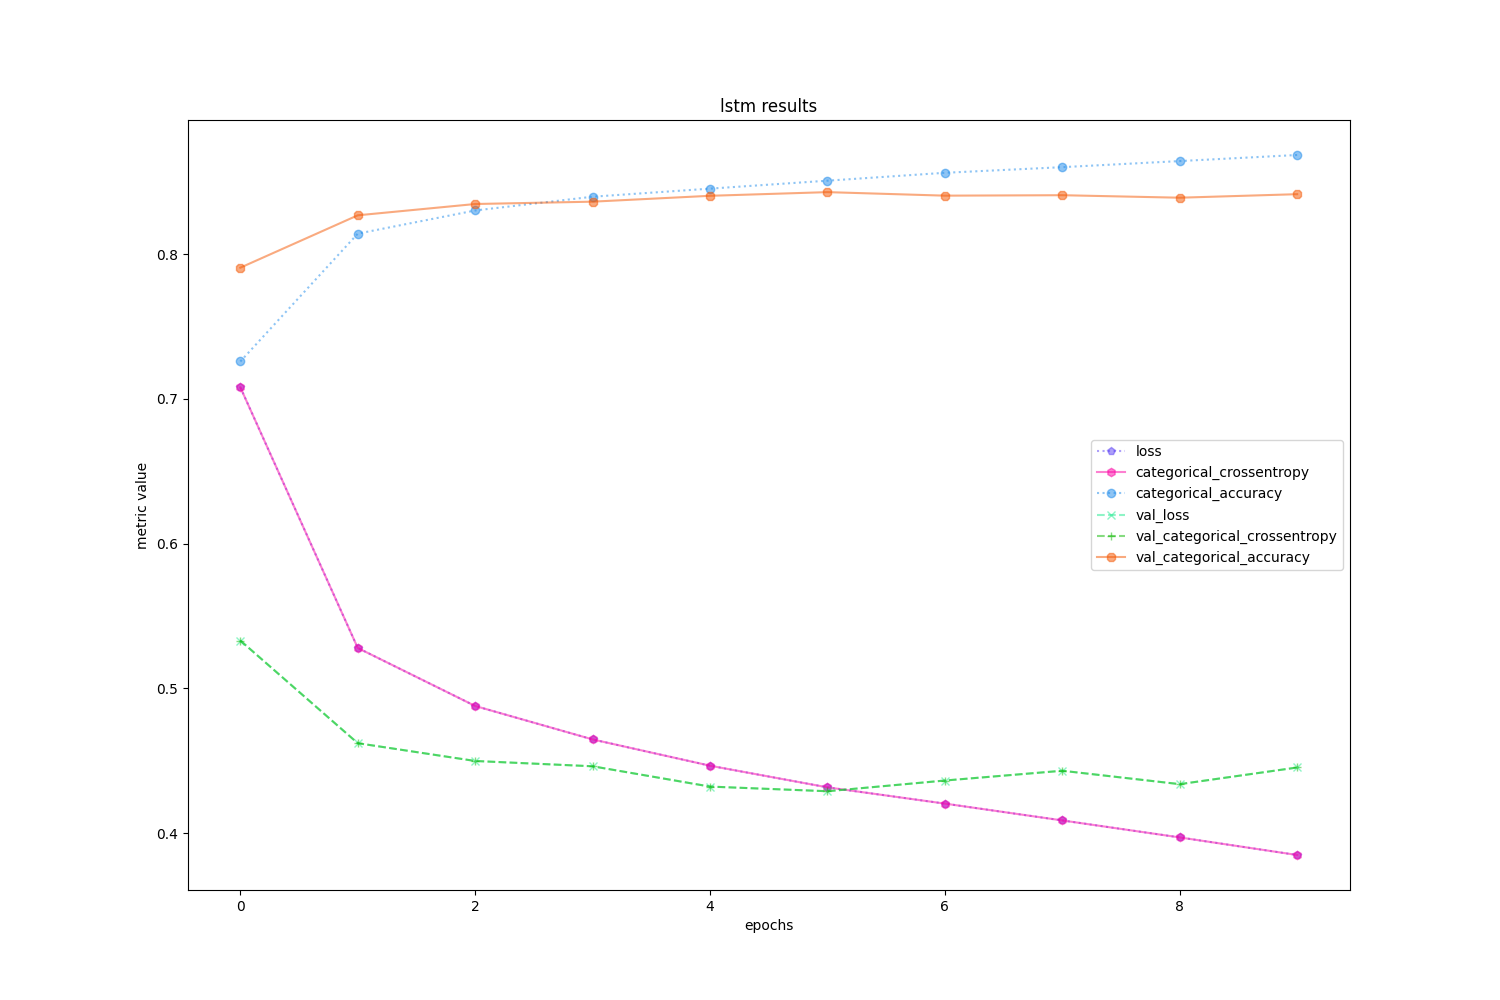 lstm results
metric value
0.8
0.7
0.6
0.5
0.4
loss
categorical_crossentropy
categorical_accuracy
val_loss
val_categorical_crossentropy
val_categorical_accuracy
0 2 4 6 8
epochs